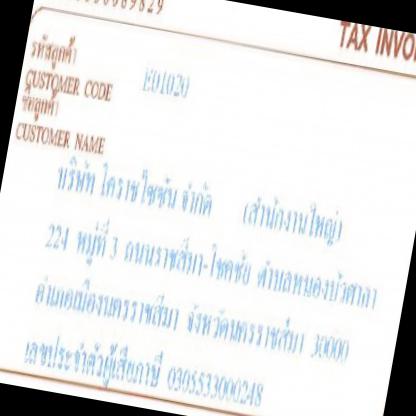 TAX INVO
รหัสลูกค้า
CUSTOMER CODE E01020
ชื่อลูกค้า
CUSTOMER NAME
บริษัท โคราชไซซัน จำกัด (สำนักงานใหญ่)
224 หมู่ที่ 3 ถนนราชสีมา-โชคชัย ตำบลหนองบัวศาลา
อำเภอเมืองนครราชสีมา จังหวัดนครราชสีมา 30000
เลขประจำตัวผู้เสียภาษี 0305533000248